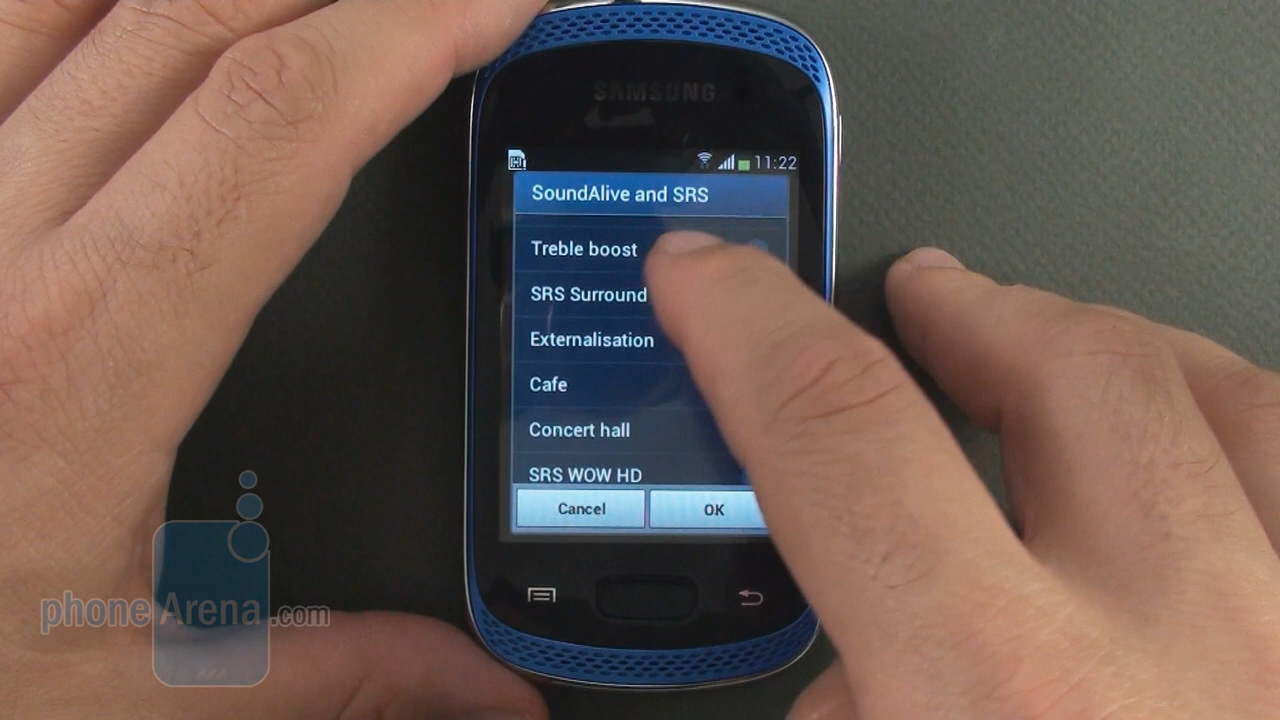 SAMSUNG
11:22
SoundAlive and SRS
Treble boost
SRS Surround
Externalisation
Cafe
Concert hall
SRS WOW HD
Cancel OK
phoneArena.com